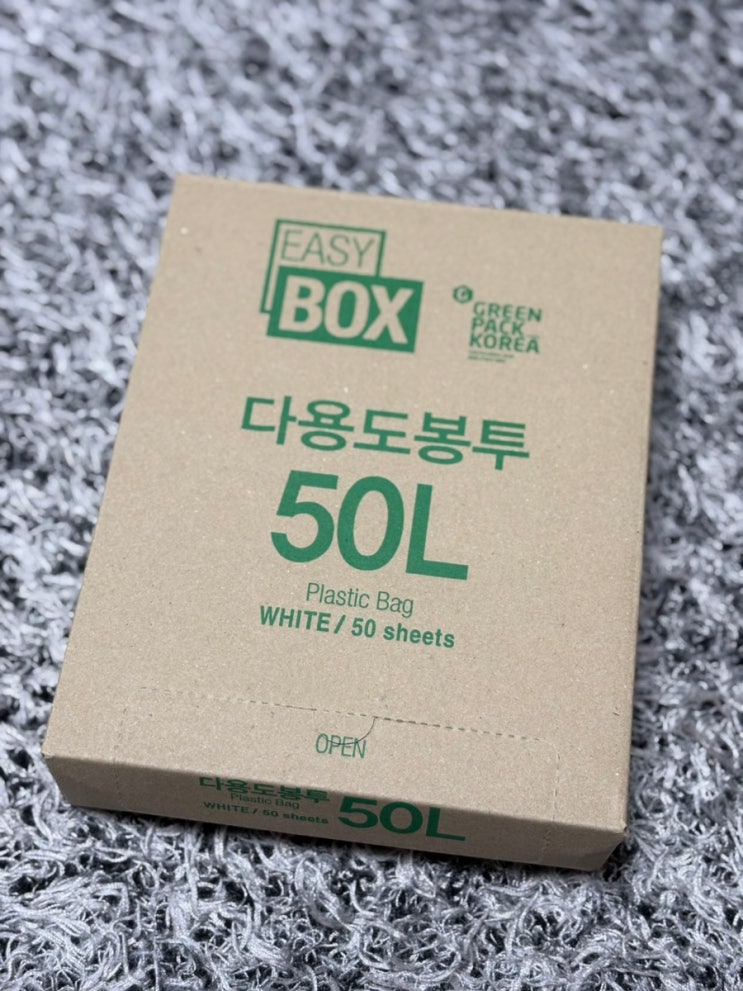 EASY
BOX
GREEN
PACK
KOREA
다용도봉투
50L
Plastic Bag
WHITE / 50 sheets
OPEN
다용도봉투
Plastic Bag
WHITE / 50 sheets
50L